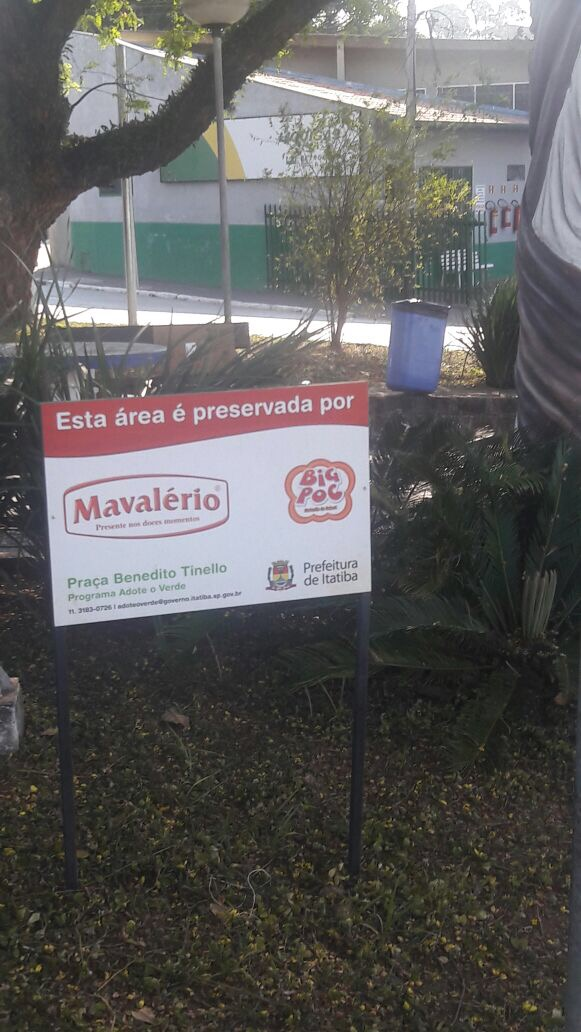 Esta área é preservada por
Mavalério
Presente nos doces momentos
BiG
POC
Praça Benedito Tinello
Programa Adote o Verde
11. 3183-0726 | adoteoverde@governo.itatiba.sp.gov.br
Prefeitura
de Itatiba